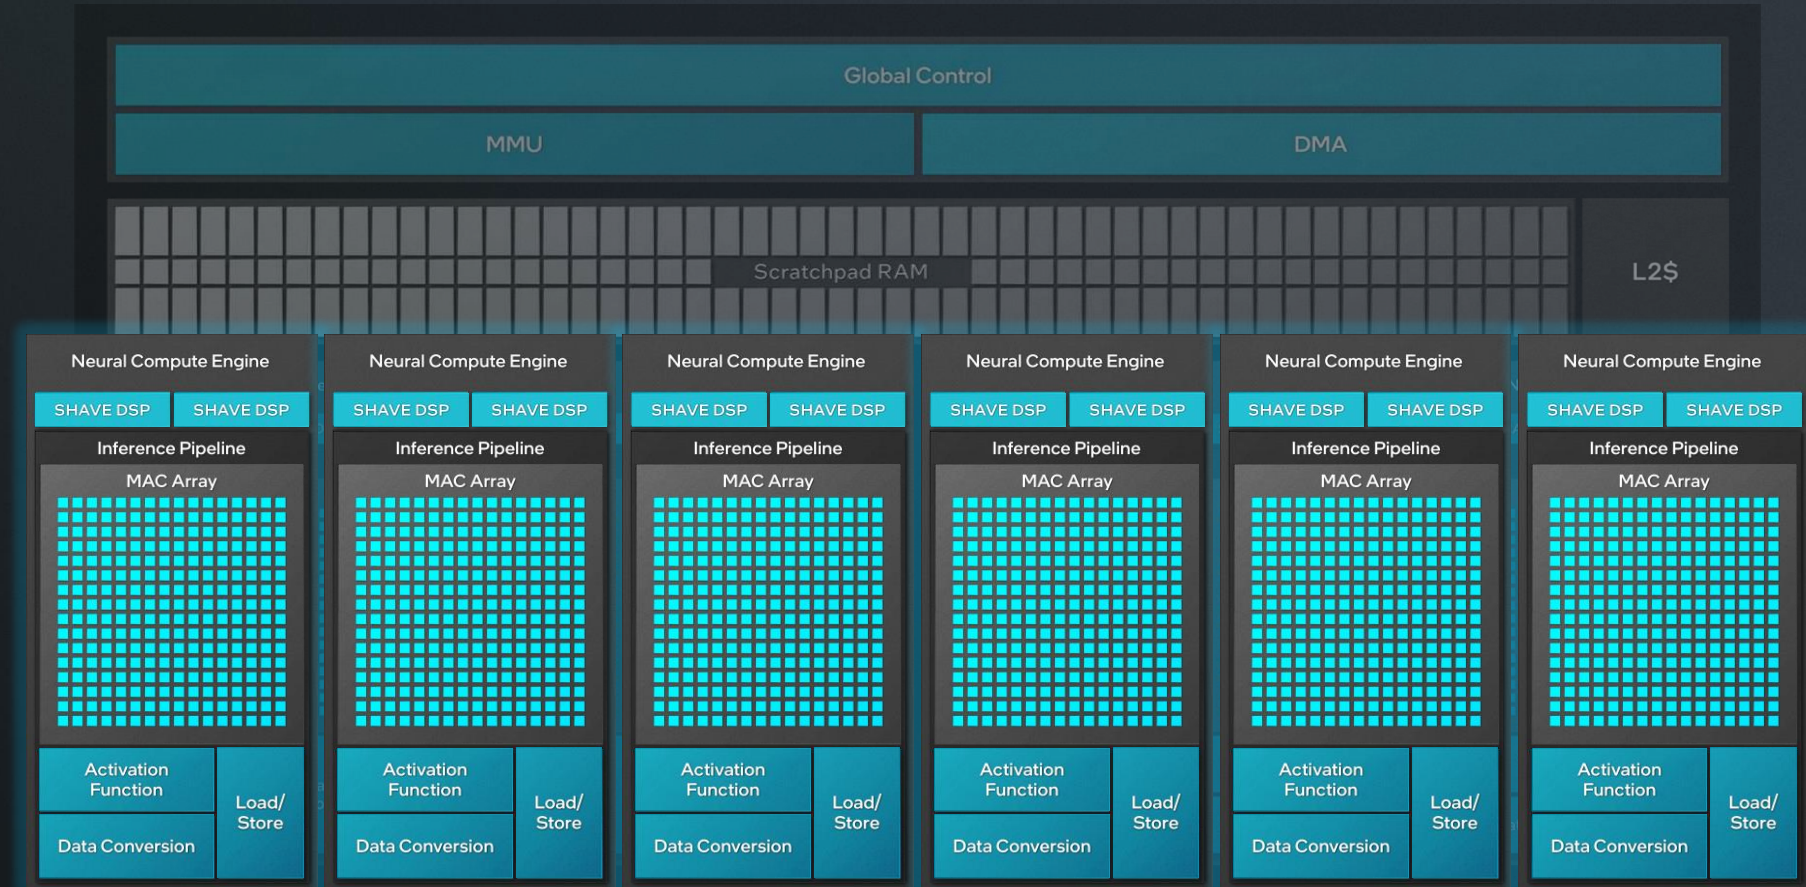 Global Control
MMU
DMA
Scratchpad RAM
L2$
Neural Compute Engine
SHAVE DSP
SHAVE DSP
Inference Pipeline
MAC Array
Activation
Function
Data Conversion
Load/
Store
Neural Compute Engine
SHAVE DSP
SHAVE DSP
Inference Pipeline
MAC Array
Activation
Function
Data Conversion
Load/
Store
Neural Compute Engine
SHAVE DSP
SHAVE DSP
Inference Pipeline
MAC Array
Activation
Function
Data Conversion
Load/
Store
Neural Compute Engine
SHAVE DSP
SHAVE DSP
Inference Pipeline
MAC Array
Activation
Function
Data Conversion
Load/
Store
Neural Compute Engine
SHAVE DSP
SHAVE DSP
Inference Pipeline
MAC Array
Activation
Function
Data Conversion
Load/
Store
Neural Compute Engine
SHAVE DSP
SHAVE DSP
Inference Pipeline
MAC Array
Activation
Function
Data Conversion
Load/
Store